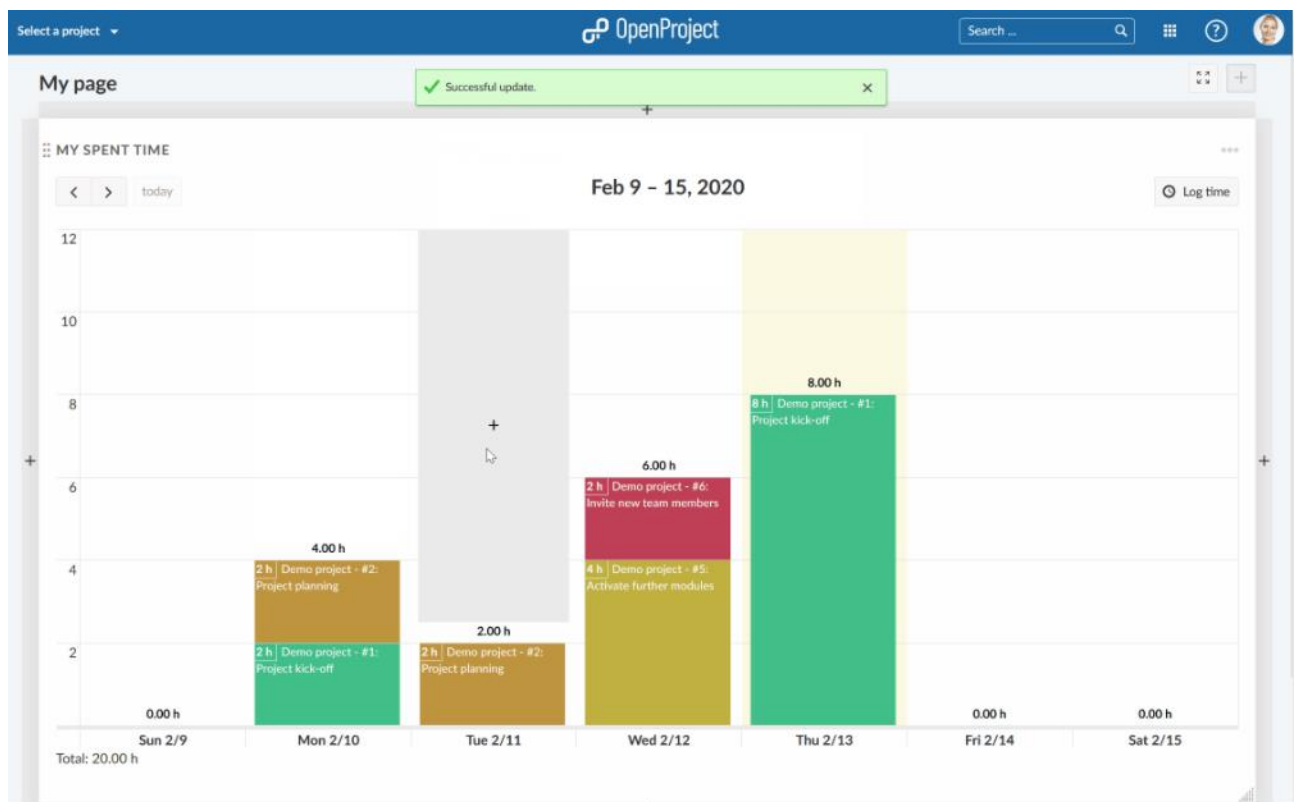 Select a project
OpenProject
Search ...
?
My page
Successful update.
MY SPENT TIME
today
Feb 9 – 15, 2020
Log time
12
10
8
6
4
2
0.00 h
4.00 h
2 h Demo project - #2:
Project planning
2 h Demo project - #1:
Project kick-off
2.00 h
2 h Demo project - #2:
Project planning
6.00 h
2 h Demo project - #6:
Invite new team members
4 h Demo project - #5:
Activate further modules
8.00 h
8 h Demo project - #1:
Project kick-off
0.00 h
0.00 h
Sun 2/9
Mon 2/10
Tue 2/11
Wed 2/12
Thu 2/13
Fri 2/14
Sat 2/15
Total: 20.00 h